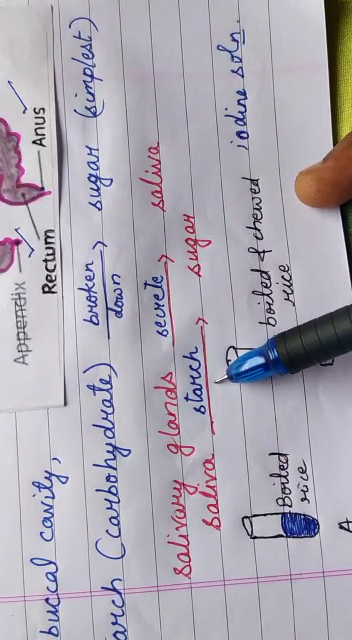 Anus
Rectum
Appendix
buccal cavity,
arch (carbohydrate) broken down → sugar (simplest)
salivary glands secrete → saliva
saliva starch → sugar
boiled & chewed rice
iodine soln.
Boiled rice
A